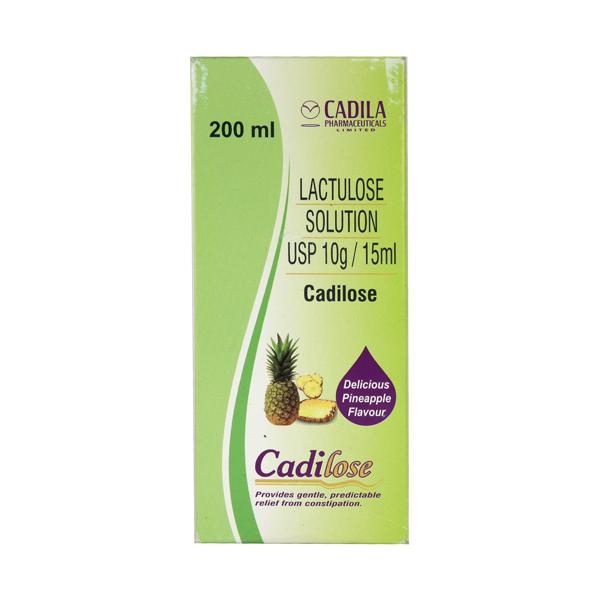 200 ml
CADILA
PHARMACEUTICALS
LIMITED
LACTULOSE
SOLUTION
USP 10g / 15ml
Cadilose
Delicious
Pineapple
Flavour
Cadilose
Provides gentle, predictable
relief from constipation.